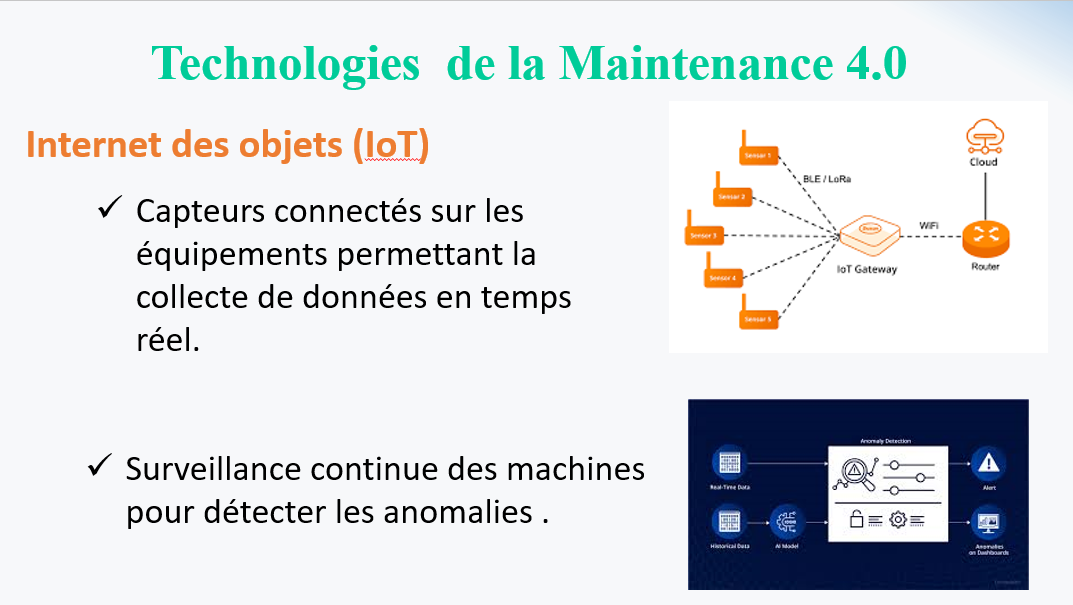 Technologies de la Maintenance 4.0
Internet des objets (IoT)
✓ Capteurs connectés sur les
équipements permettant la
collecte de données en temps
réel.
✓ Surveillance continue des machines
pour détecter les anomalies .
Sensor 1
Sensor 2
Sensor 3
Sensor 4
Sensor 5
BLE / LoRa
IoT Gateway
WiFi
Cloud
Router
Anomaly Detection
Real-Time Data
Historical Data
AI Model
Alert
Anomalies
on Dashboards